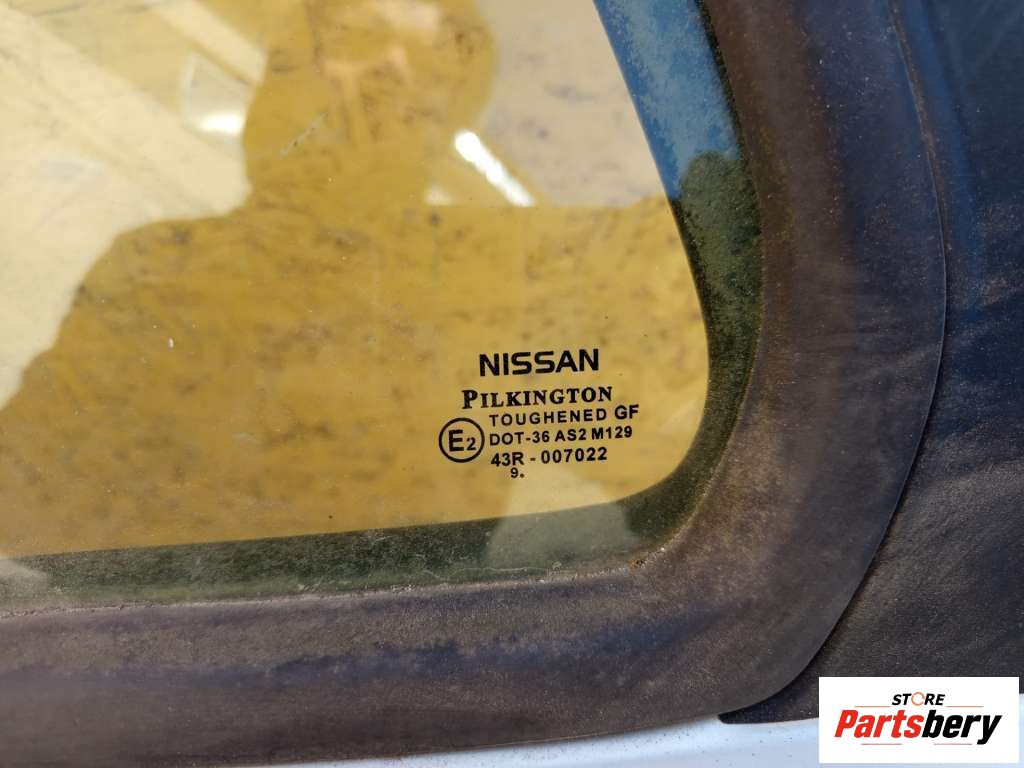 NISSAN
PILKINGTON
TOUGHENED GF
E2 DOT-36 AS2 M129
43R - 007022
9.
STORE
Partsbery